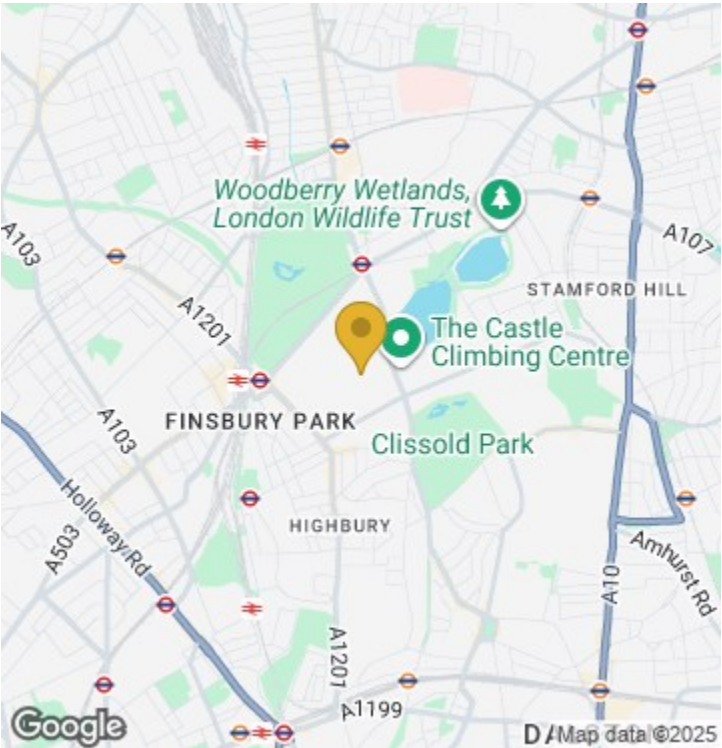 Woodberry Wetlands,
London Wildlife Trust
A103
A107
STAMFORD HILL
A1201
The Castle
Climbing Centre
FINSBURY PARK
A103
Clissold Park
Holloway Rd
HIGHBURY
A503
Amhurst Rd
A10
A1201
A1199
Google
Map data ©2025